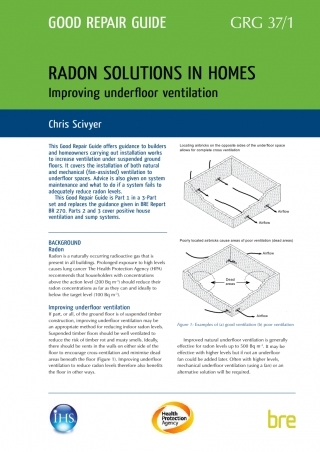 GOOD REPAIR GUIDE
GRG 37/1
RADON SOLUTIONS IN HOMES
Improving underfloor ventilation
Chris Scivyer
This Good Repair Guide offers guidance to builders
and homeowners carrying out installation works
to increase ventilation under suspended ground
floors. It covers the installation of both natural
and mechanical (fan-assisted) ventilation to
underfloor spaces. Advice is also given on system
maintenance and what to do if a system fails to
adequately reduce radon levels.
This Good Repair Guide is Part 1 in a 3-Part
set and replaces the guidance given in BRE Report
BR 270. Parts 2 and 3 cover positive house
ventilation and sump systems.
BACKGROUND
Radon
Radon is a naturally occurring radioactive gas that is
present in all buildings. Prolonged exposure to high levels
causes lung cancer. The Health Protection Agency (HPA)
recommends that householders with concentrations
above the action level (200 Bq m⁻³) should reduce their
radon concentrations as far as they can and ideally to
below the target level (100 Bq m⁻³).
Improving underfloor ventilation
If part, or all, of the ground floor is of suspended timber
construction, improving underfloor ventilation may be
an appropriate method for reducing indoor radon levels.
Suspended timber floors should be well ventilated to
reduce the risk of timber rot and musty smells. Ideally,
there should be vents in the walls on either side of the
floor to encourage cross-ventilation and minimise dead
areas beneath the floor (Figure 1). Improving underfloor
ventilation to reduce radon levels therefore also benefits
the floor in other ways.
Locating airbricks on the opposite sides of the underfloor space
allows for complete cross ventilation
Airflow
Airflow
Poorly located airbricks cause areas of poor ventilation (dead areas)
Airflow
Dead
areas
Airflow
Figure 1: Examples of (a) good ventilation (b) poor ventilation
Improved natural underfloor ventilation is generally
effective for radon levels up to 500 Bq m⁻³. It may be
effective with higher levels but if not an underfloor
fan could be added later. Often with higher levels,
mechanical underfloor ventilation (using a fan) or an
alternative solution will be required.
IHS
Health
Protection
Agency
bre